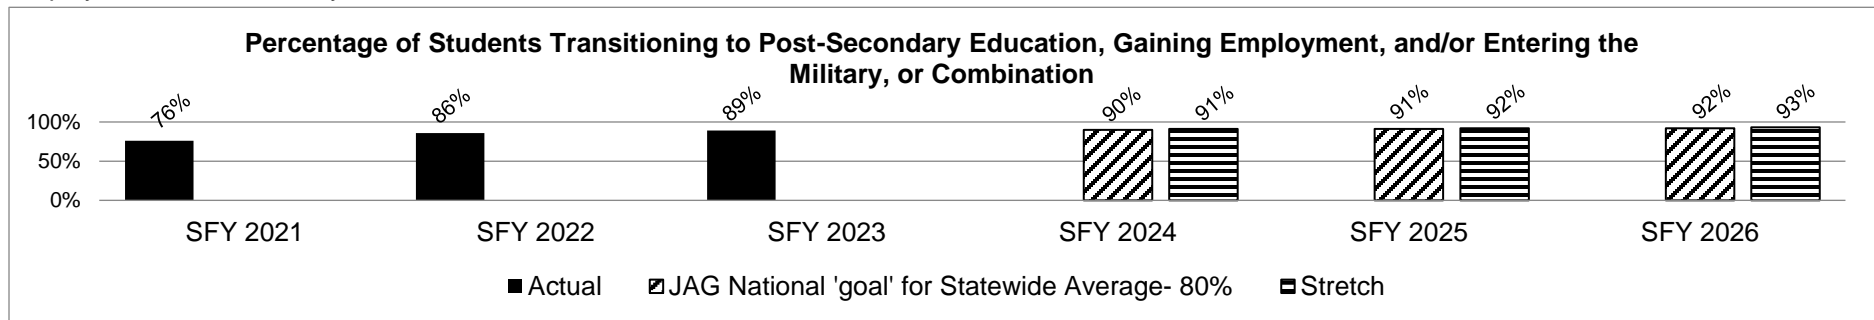 Percentage of Students Transitioning to Post-Secondary Education, Gaining Employment, and/or Entering the
Military, or Combination
76%
86%
89%
90%
91%
91%
92%
92%
93%
100%
50%
0%
SFY 2021
SFY 2022
SFY 2023
SFY 2024
SFY 2025
SFY 2026
Actual
JAG National 'goal' for Statewide Average- 80%
Stretch